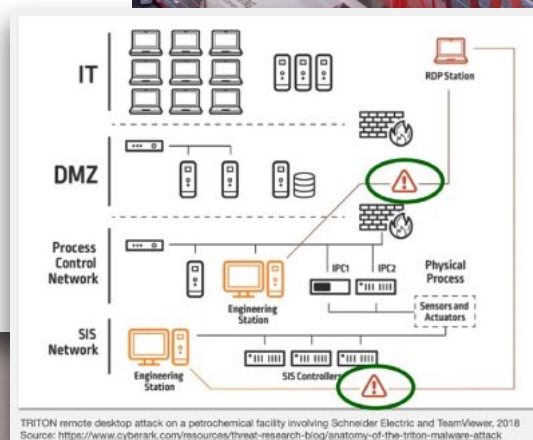 IT
RDP Station
DMZ
Process
Control
Network
IPC1
IPC2
Physical
Process
Engineering
Station
Sensors and
Actuators
SIS
Network
Engineering
Station
SIS Controllers
TRITON remote desktop attack on a petrochemical facility involving Schneider Electric and TeamViewer, 2018
Source: https://www.cyberark.com/resources/threat-research-blog/anatomy-of-the-triton-malware-attack